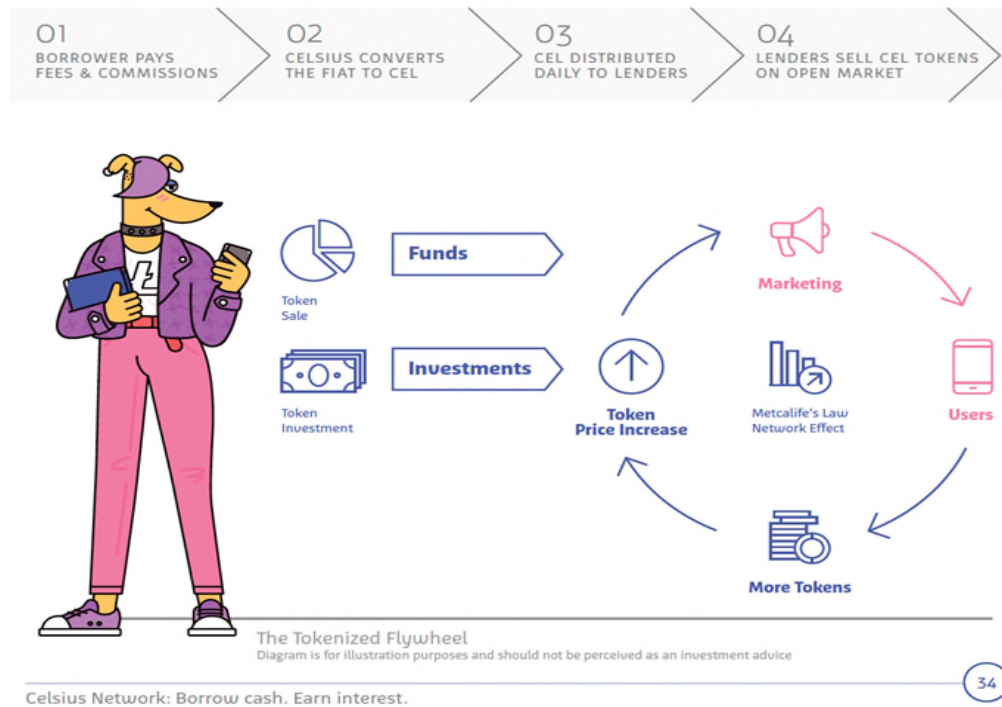 01
BORROWER PAYS
FEES & COMMISSIONS
02
CELSIUS CONVERTS
THE FIAT TO CEL
03
CEL DISTRIBUTED
DAILY TO LENDERS
04
LENDERS SELL CEL TOKENS
ON OPEN MARKET
Funds
Token
Sale
Investments
Token
Investment
Marketing
Token
Price Increase
Metcalife's Law
Network Effect
Users
More Tokens
The Tokenized Flywheel
Diagram is for illustration purposes and should not be perceived as an investment advice
Celsius Network: Borrow cash. Earn interest.
34